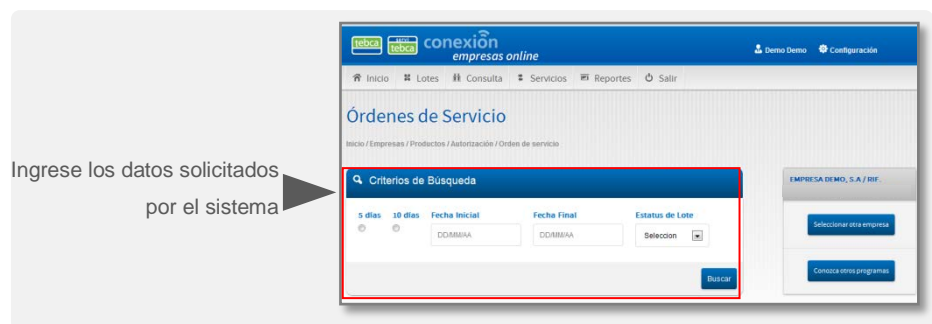 tebca
servi
tebca
conexión
empresas online
Demo Demo
Configuración
Inicio
Lotes
Consulta
Servicios
Reportes
Salir
Órdenes de Servicio
Inicio / Empresas / Productos / Autorización / Orden de servicio
Ingrese los datos solicitados
por el sistema
Criterios de Búsqueda
5 días
10 días
Fecha Inicial
Fecha Final
Estatus de Lote
DD/MM/AA
DD/MM/AA
Seleccion
Buscar
EMPRESA DEMO, S.A / RIF.
Seleccionar otra empresa
Conozca otros programas